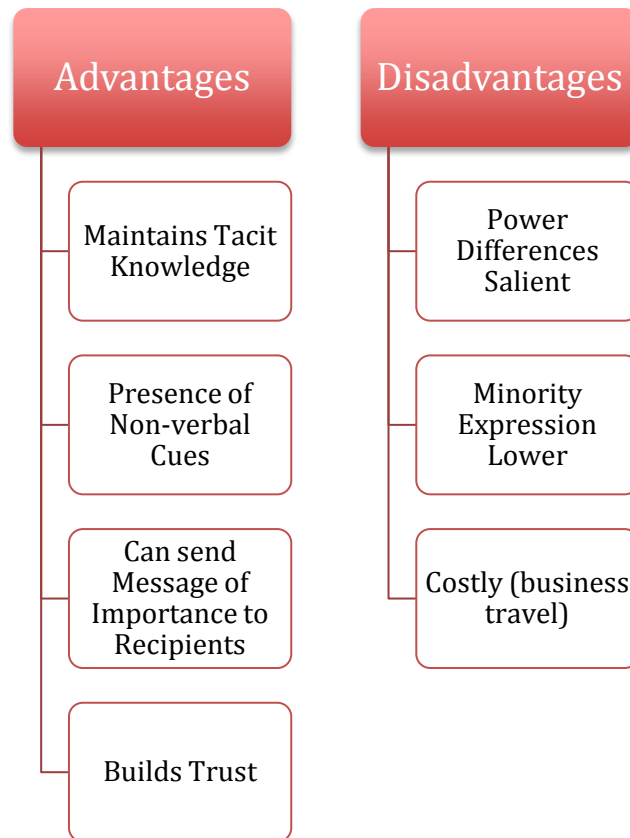 Advantages
Maintains Tacit
Knowledge
Presence of
Non-verbal
Cues
Can send
Message of
Importance to
Recipients
Builds Trust
Disadvantages
Power
Differences
Salient
Minority
Expression
Lower
Costly (business
travel)